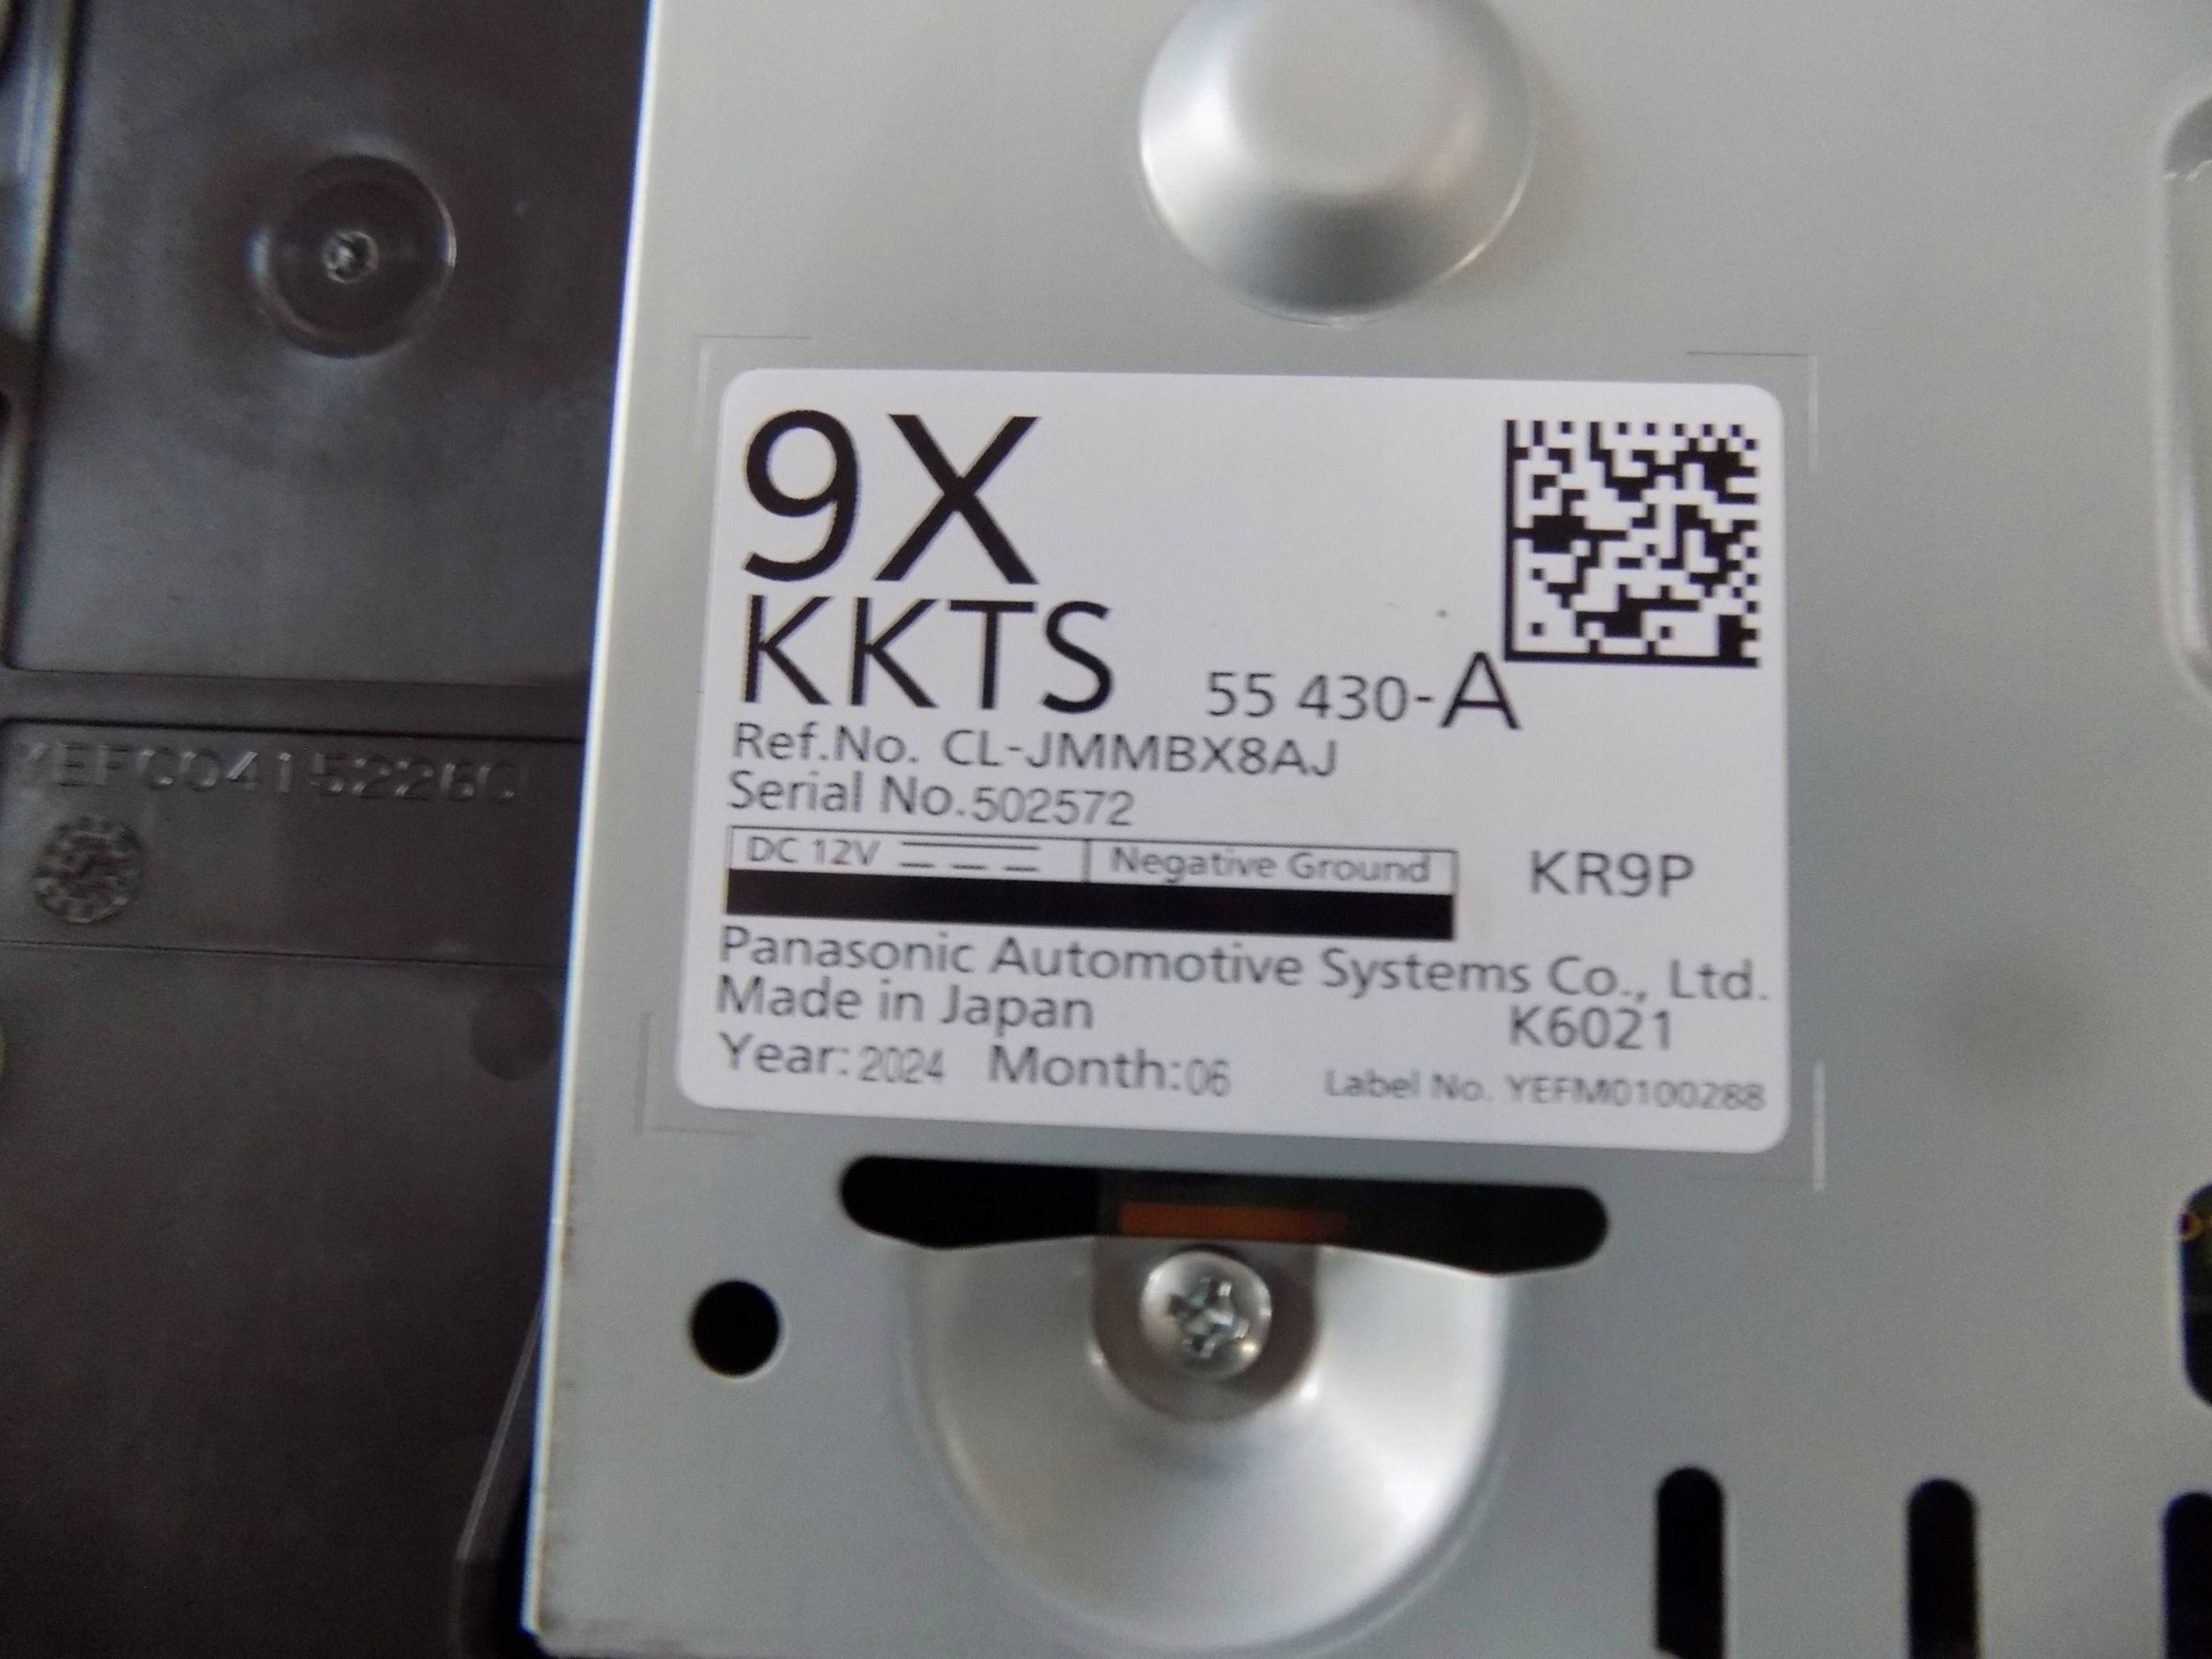 9X
KKTS 55 430-A
Ref.No. CL-JMMBX8AJ
Serial No.502572
DC 12V Negative Ground
KR9P
Panasonic Automotive Systems Co., Ltd.
Made in Japan
K6021
Year:2024 Month:06
Label No. YEFM0100288